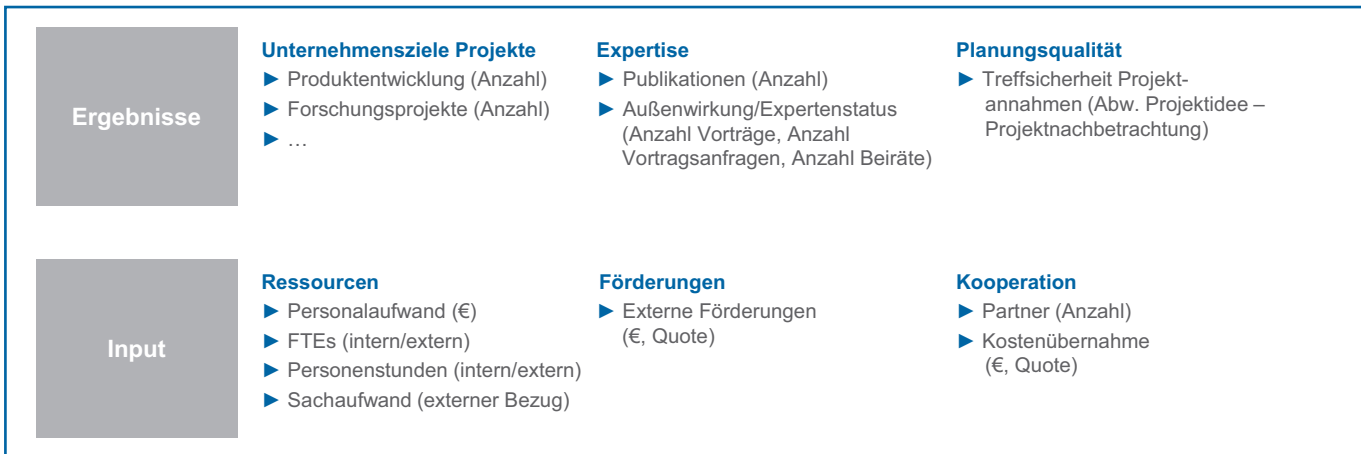 Ergebnisse
Unternehmensziele Projekte
► Produktentwicklung (Anzahl)
► Forschungsprojekte (Anzahl)
► …
Expertise
► Publikationen (Anzahl)
► Außenwirkung/Expertenstatus
(Anzahl Vorträge, Anzahl
Vortragsanfragen, Anzahl Beiräte)
Planungsqualität
► Treffsicherheit Projekt-
annahmen (Abw. Projektidee –
Projektnachbetrachtung)
Input
Ressourcen
► Personalaufwand (€)
► FTEs (intern/extern)
► Personenstunden (intern/extern)
► Sachaufwand (externer Bezug)
Förderungen
► Externe Förderungen
(€, Quote)
Kooperation
► Partner (Anzahl)
► Kostenübernahme
(€, Quote)